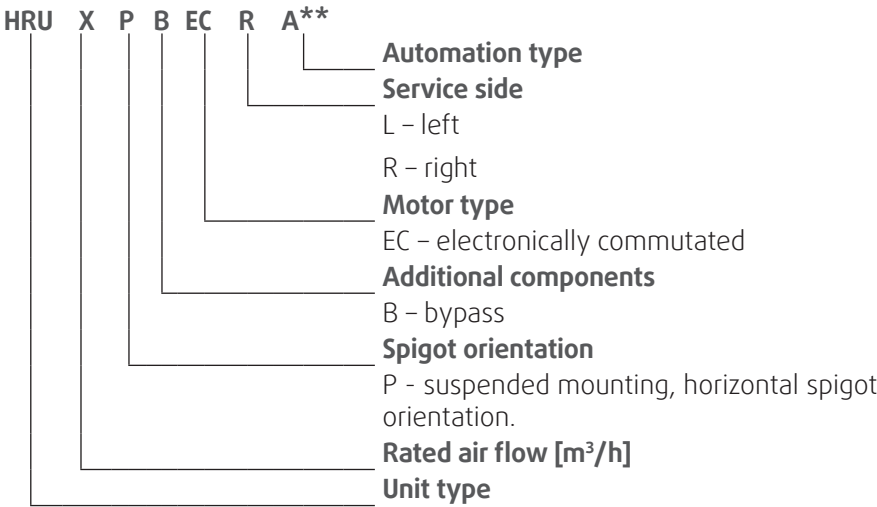 HRU X P B EC R A**
Automation type
Service side
L – left
R – right
Motor type
EC – electronically commutated
Additional components
B – bypass
Spigot orientation
P - suspended mounting, horizontal spigot
orientation.
Rated air flow [m³/h]
Unit type